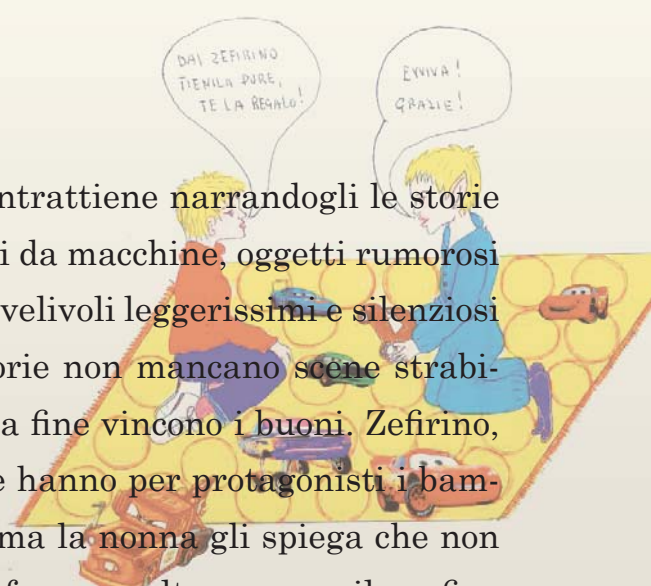 DAI ZEFIRINO
TIENILA PURE,
TE LA REGALO!
EVVIVA!
GRAZIE!
ntrattiene narrandogli le storie
i da macchine, oggetti rumorosi
velivoli leggerissimi e silenziosi
orie non mancano scene strabi-
a fine vincono i buoni. Zefirino,
e hanno per protagonisti i bam-
ma la nonna gli spiega che non